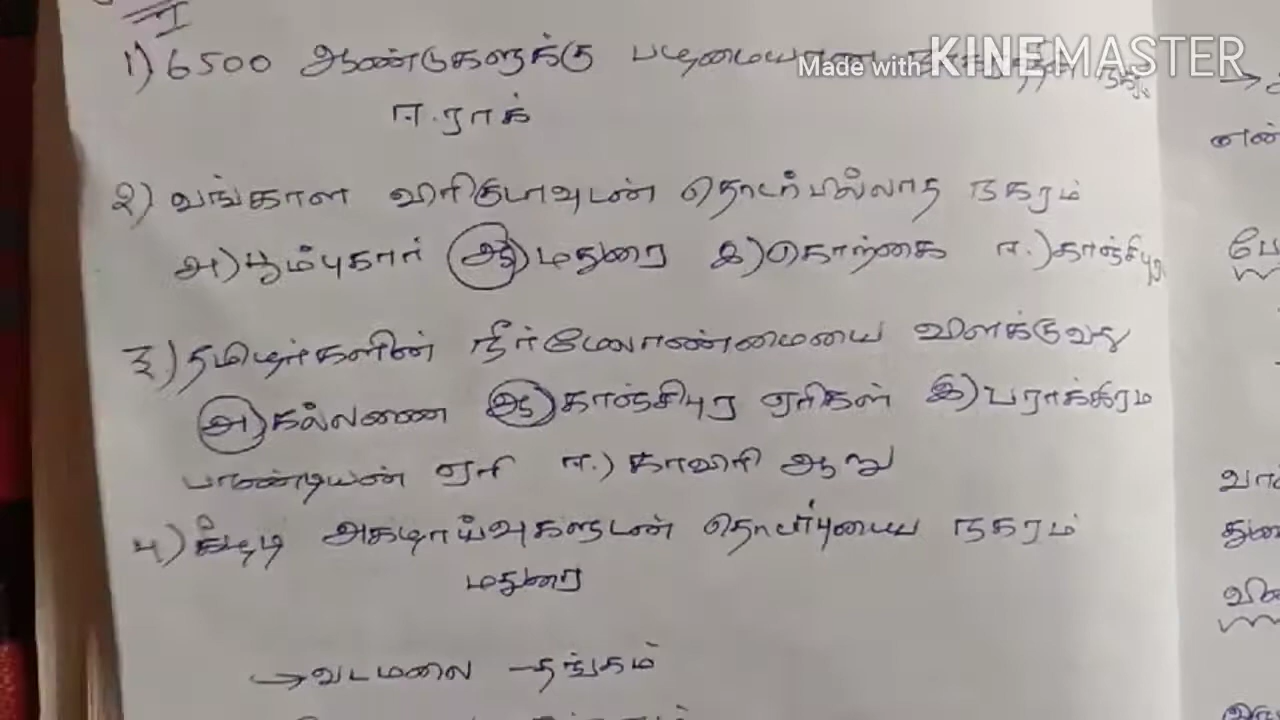 I
1) 6500 ஆண்டுகளுக்கு பழமையான
Made with KINEMASTER
ஈ. ராக்
2) வங்காள விரிகுடாவுடன் தொடர்பில்லாத நகரம்
அ) பூம்புகார் ஆ) மதுரை இ) கொற்கை ஈ.) காஞ்சிபுர
3) தமிழர்களின் நீர்மேலாண்மையை விளக்குவது
அ) கல்லணை ஆ) காஞ்சிபுர ஏரிகள் இ) பராக்கிரம
பாண்டியன் ஏரி ஈ.) காவிரி ஆறு
4) கீழடி அகழாய்வுகளுடன் தொடர்புயை நகரம்
மதுரை
→ வடமலை - தங்கம்